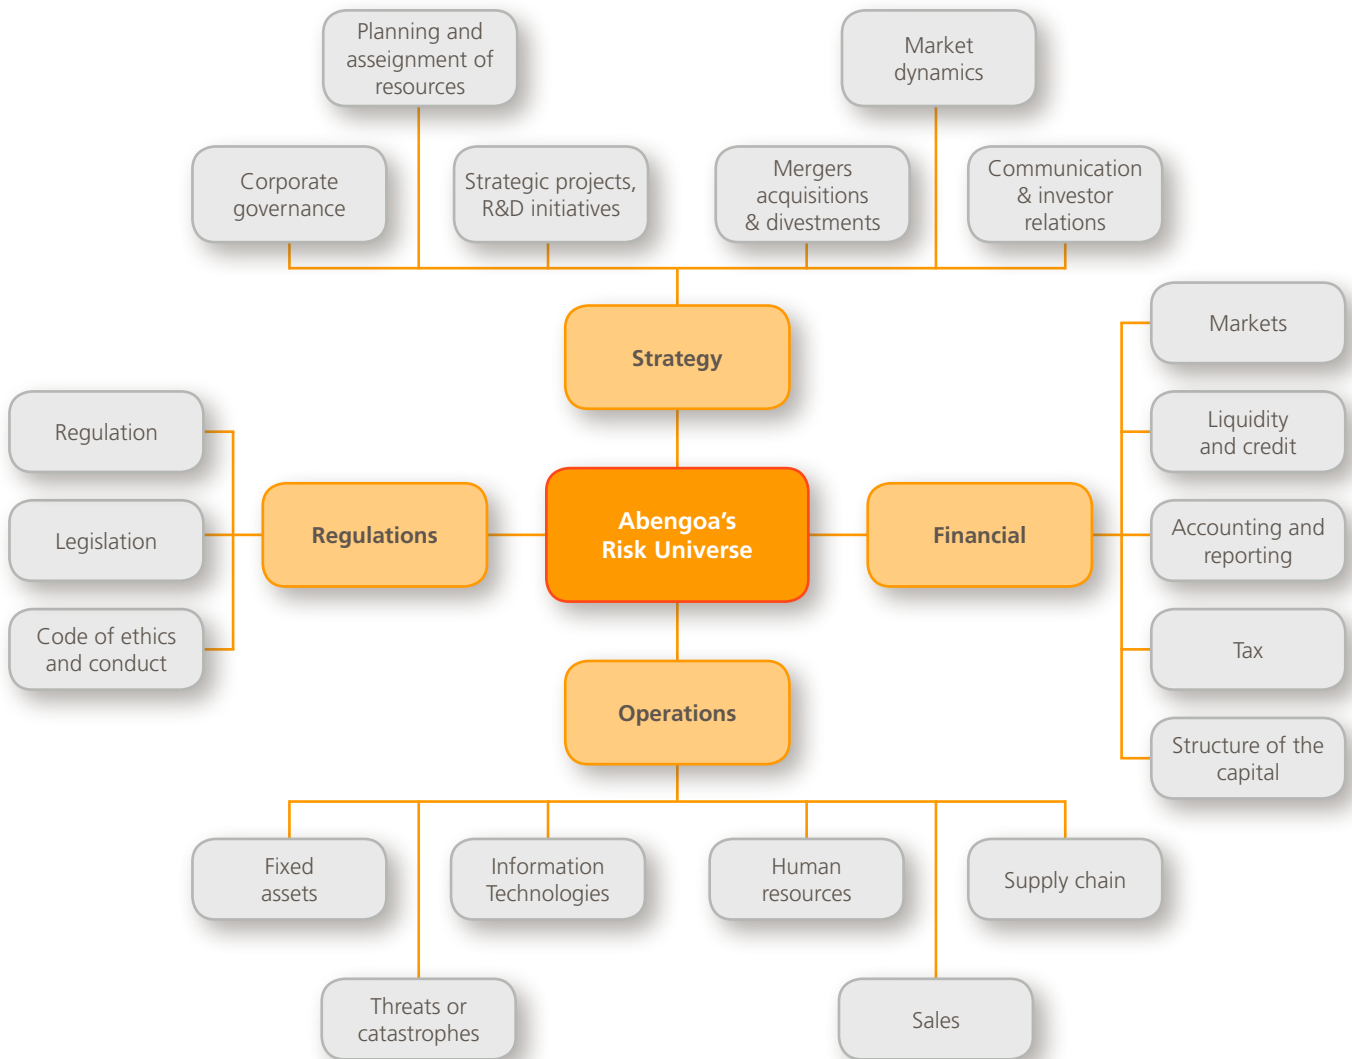 Planning and
asseignment of
resources
Market
dynamics
Corporate
governance
Strategic projects,
R&D initiatives
Mergers
acquisitions
& divestments
Communication
& investor
relations
Strategy
Markets
Regulation
Liquidity
and credit
Legislation
Regulations
Abengoa’s
Risk Universe
Financial
Accounting and
reporting
Code of ethics
and conduct
Tax
Operations
Structure of the
capital
Fixed
assets
Information
Technologies
Human
resources
Supply chain
Threats or
catastrophes
Sales